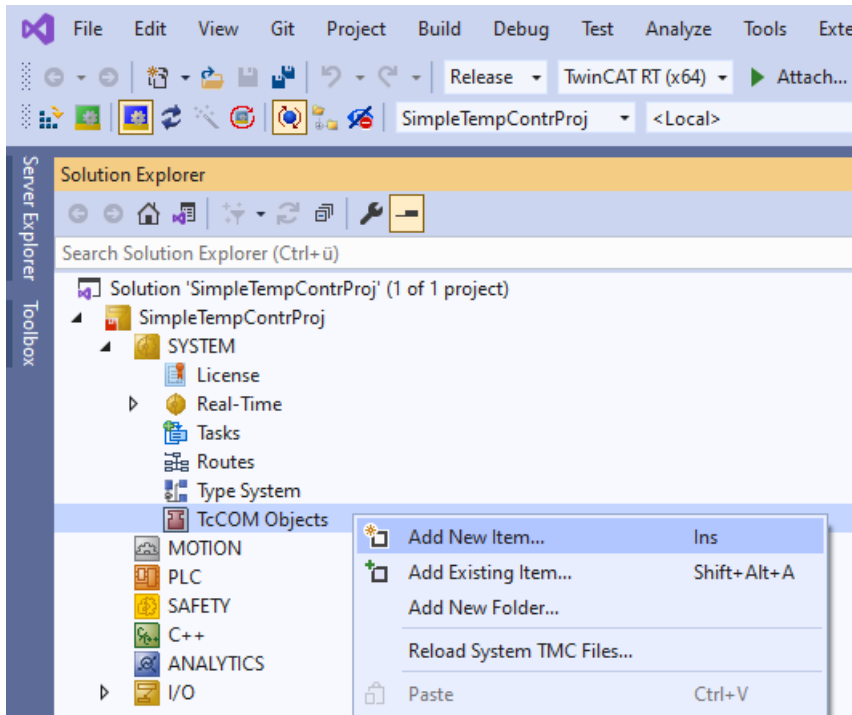 File Edit View Git Project Build Debug Test Analyze Tools Exte
Release TwinCAT RT (x64) Attach...
SimpleTempContrProj <Local>
Server Explorer
Toolbox
Solution Explorer
Search Solution Explorer (Ctrl+ü)
Solution 'SimpleTempContrProj' (1 of 1 project)
SimpleTempContrProj
SYSTEM
License
Real-Time
Tasks
Routes
Type System
TcCOM Objects
MOTION
PLC
SAFETY
C++
ANALYTICS
I/O
Add New Item... Ins
Add Existing Item... Shift+Alt+A
Add New Folder...
Reload System TMC Files...
Paste Ctrl+V